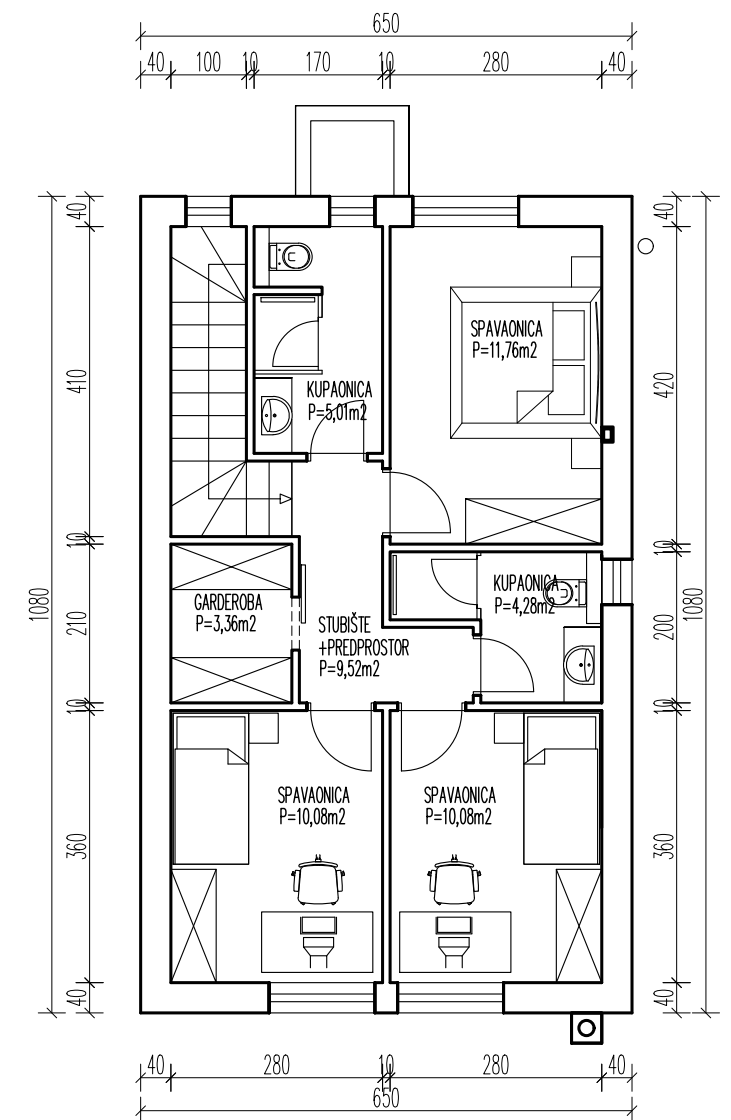 650
40 100 10 170 10 280 40
40
40
SPAVAONICA
P=11,76m2
410
420
KUPAONICA
P=5,01m2
10
10
KUPAONICA
P=4,28m2
GARDEROBA
P=3,36m2
1080
210
200
1080
STUBIŠTE
+PREDPROSTOR
P=9,52m2
10
10
SPAVAONICA
P=10,08m2
SPAVAONICA
P=10,08m2
360
360
40
40
40 280 10 280 40
650